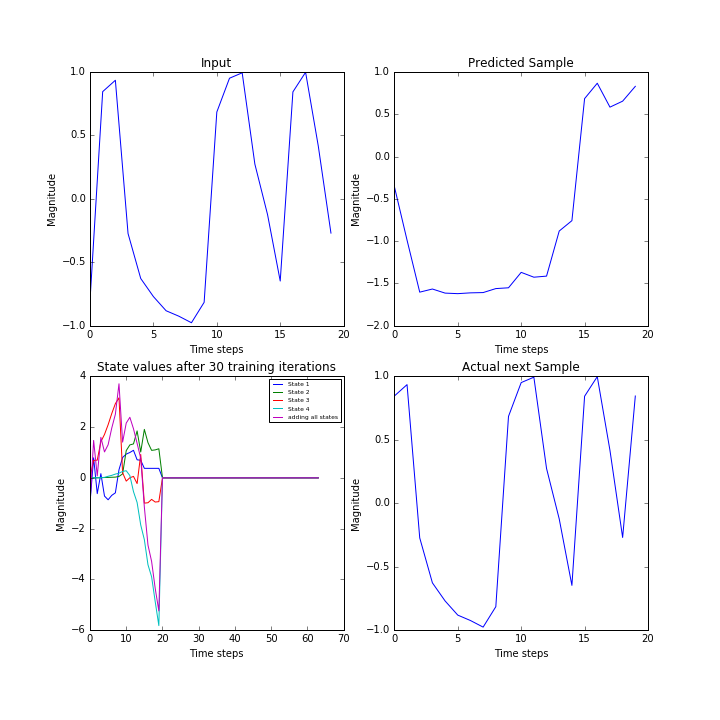 Input
1.0
0.5
0.0
−0.5
−1.0
Magnitude
0
5
10
15
20
Time steps
Predicted Sample
1.0
0.5
0.0
−0.5
−1.0
−1.5
−2.0
Magnitude
0
5
10
15
20
Time steps
State values after 30 training iterations
4
2
0
−2
−4
−6
Magnitude
State 1
State 2
State 3
State 4
adding all states
0
10
20
30
40
50
60
70
Time steps
Actual next Sample
1.0
0.5
0.0
−0.5
−1.0
Magnitude
0
5
10
15
20
Time steps